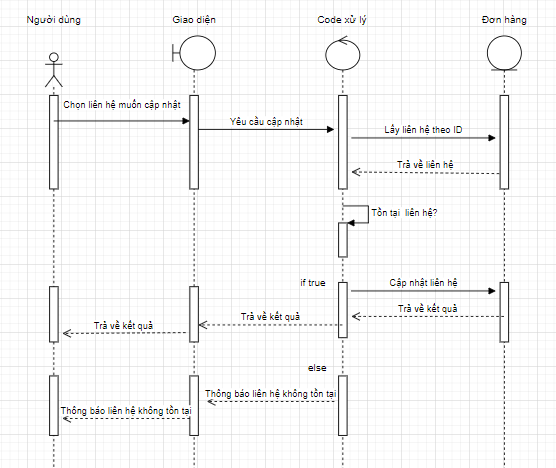 Người dùng
Giao diện
Code xử lý
Đơn hàng
Chọn liên hệ muốn cập nhật
Yêu cầu cập nhật
Lấy liên hệ theo ID
Trả về liên hệ
Tồn tại liên hệ?
if true
Cập nhật liên hệ
Trả về kết quả
Trả về kết quả
Trả về kết quả
else
Thông báo liên hệ không tồn tại
Thông báo liên hệ không tồn tại